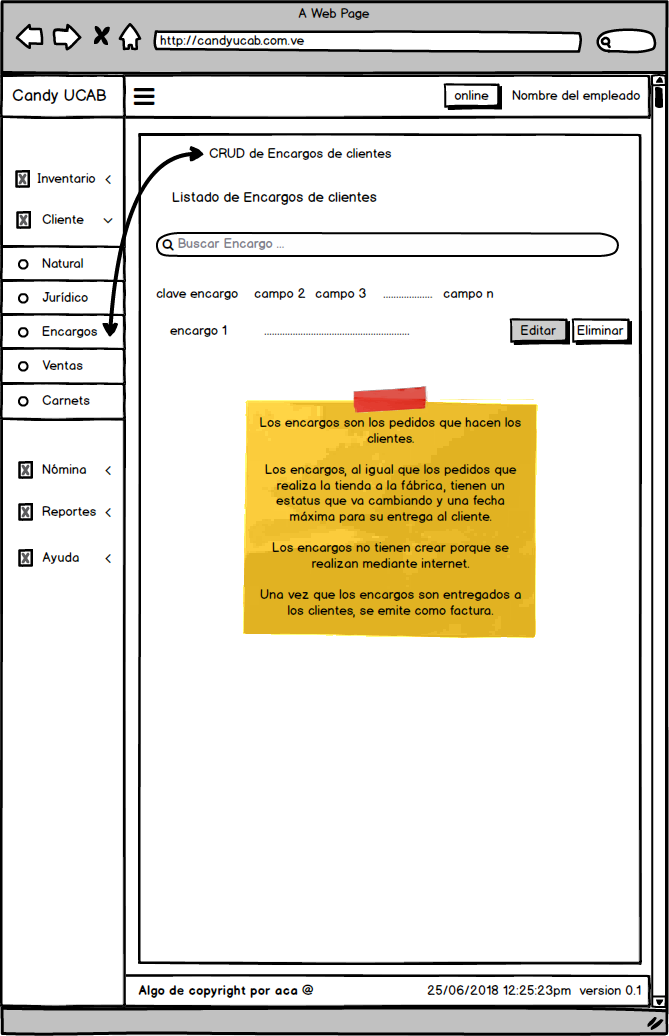 A Web Page
http://candyucab.com.ve
Candy UCAB
online
Nombre del empleado
Inventario
Cliente
Natural
Jurídico
Encargos
Ventas
Carnets
Nómina
Reportes
Ayuda
CRUD de Encargos de clientes
Listado de Encargos de clientes
Buscar Encargo ...
clave encargo campo 2 campo 3 ................... campo n
encargo 1 ........................................................ Editar Eliminar
Los encargos son los pedidos que hacen los
clientes.
Los encargos, al igual que los pedidos que
realiza la tienda a la fábrica, tienen un
estatus que va cambiando y una fecha
máxima para su entrega al cliente.
Los encargos no tienen crear porque se
realizan mediante internet.
Una vez que los encargos son entregados a
los clientes, se emite como factura.
Algo de copyright por aca @
25/06/2018 12:25:23pm version 0.1